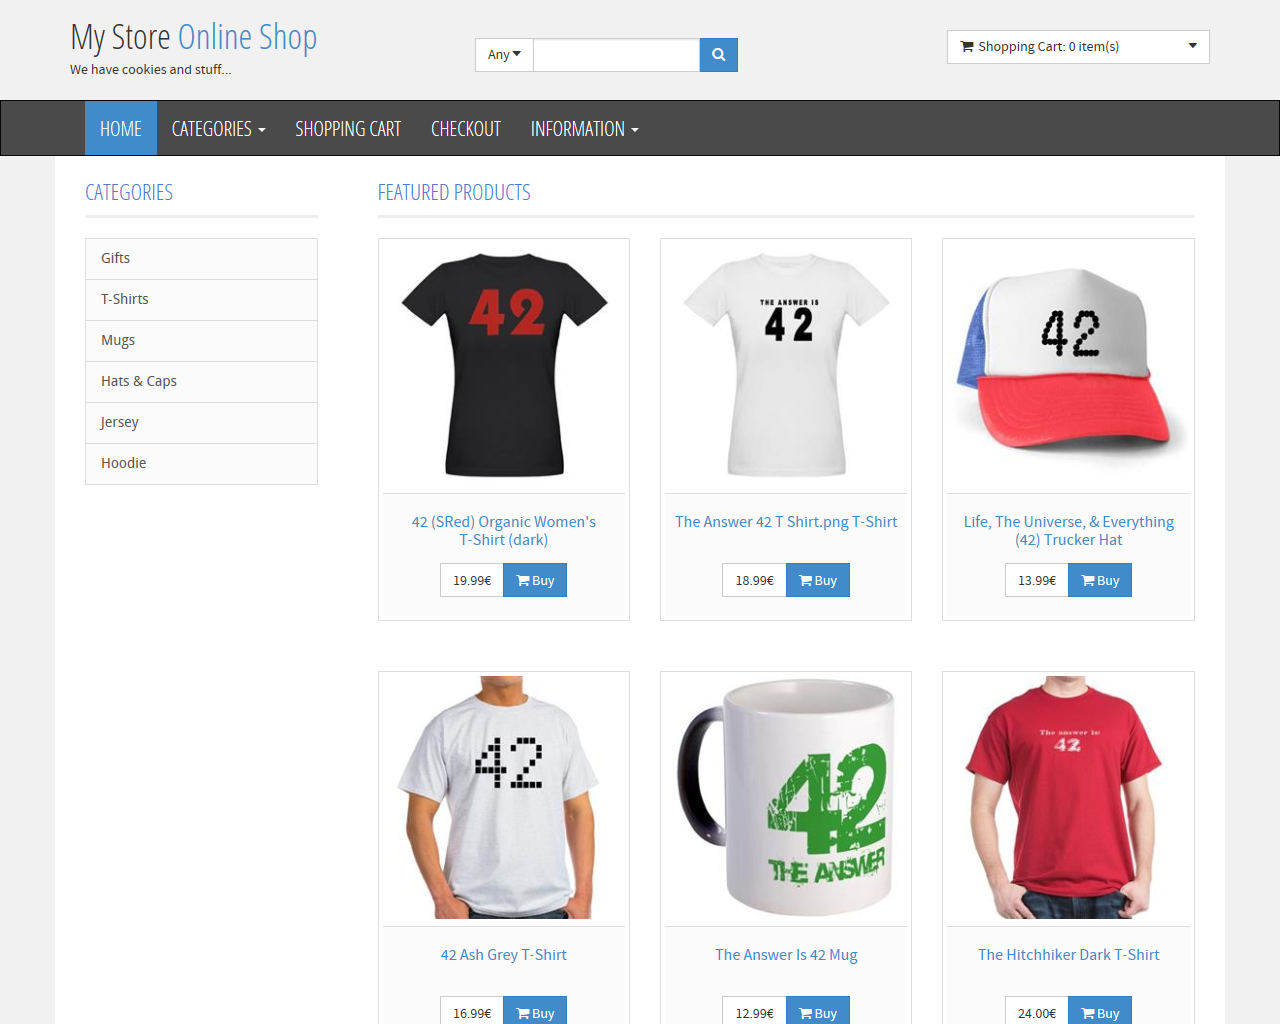 My Store Online Shop
We have cookies and stuff...
Any
Shopping Cart: 0 item(s)
HOME
CATEGORIES
SHOPPING CART
CHECKOUT
INFORMATION
CATEGORIES
Gifts
T-Shirts
Mugs
Hats & Caps
Jersey
Hoodie
FEATURED PRODUCTS
42
THE ANSWER IS
42
42
42 (SRed) Organic Women's
T-Shirt (dark)
The Answer 42 T Shirt.png T-Shirt
Life, The Universe, & Everything
(42) Trucker Hat
19.99€ Buy
18.99€ Buy
13.99€ Buy
42
42
THE ANSWER
The answer is:
42
42 Ash Grey T-Shirt
The Answer Is 42 Mug
The Hitchhiker Dark T-Shirt
16.99€ Buy
12.99€ Buy
24.00€ Buy